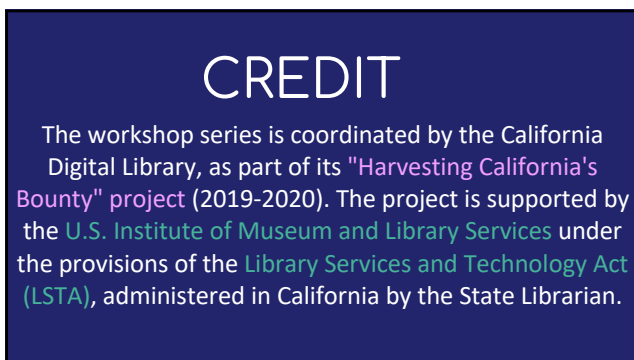 CREDIT
The workshop series is coordinated by the California
Digital Library, as part of its "Harvesting California's
Bounty" project (2019-2020). The project is supported by
the U.S. Institute of Museum and Library Services under
the provisions of the Library Services and Technology Act
(LSTA), administered in California by the State Librarian.